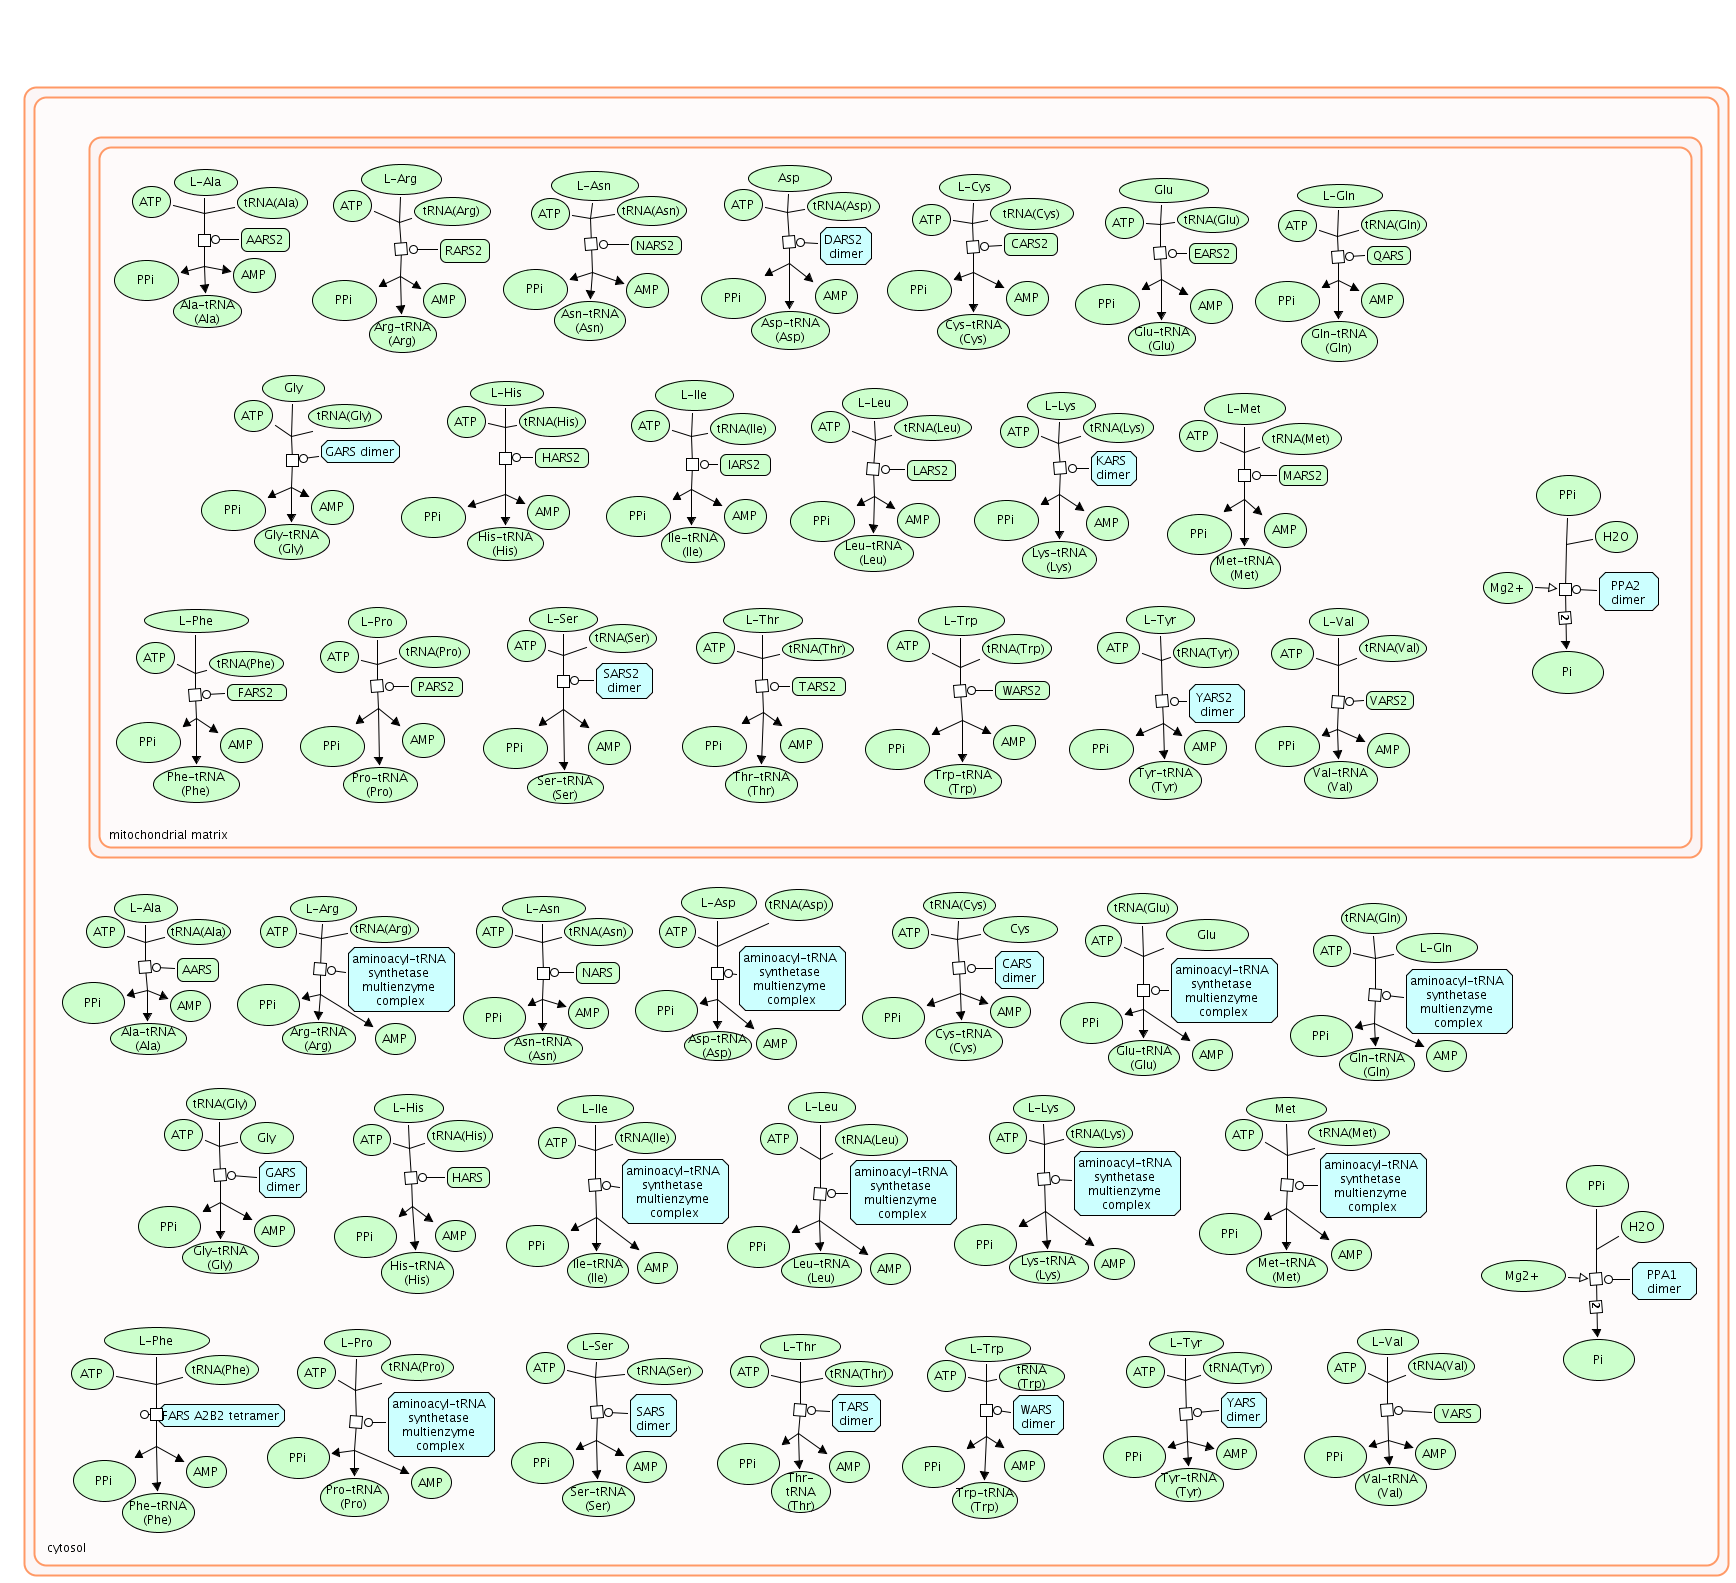 L-Ala
ATP
tRNA(Ala)
AARS2
PPi
AMP
Ala-tRNA
(Ala)
L-Arg
ATP
tRNA(Arg)
RARS2
PPi
AMP
Arg-tRNA
(Arg)
L-Asn
ATP
tRNA(Asn)
NARS2
PPi
AMP
Asn-tRNA
(Asn)
Asp
ATP
tRNA(Asp)
DARS2
dimer
PPi
AMP
Asp-tRNA
(Asp)
L-Cys
ATP
tRNA(Cys)
CARS2
PPi
AMP
Cys-tRNA
(Cys)
Glu
ATP
tRNA(Glu)
EARS2
PPi
AMP
Glu-tRNA
(Glu)
L-Gln
ATP
tRNA(Gln)
QARS
PPi
AMP
Gln-tRNA
(Gln)
Gly
ATP
tRNA(Gly)
GARS dimer
PPi
AMP
Gly-tRNA
(Gly)
L-His
ATP
tRNA(His)
HARS2
PPi
AMP
His-tRNA
(His)
L-Ile
ATP
tRNA(Ile)
IARS2
PPi
AMP
Ile-tRNA
(Ile)
L-Leu
ATP
tRNA(Leu)
LARS2
PPi
AMP
Leu-tRNA
(Leu)
L-Lys
ATP
tRNA(Lys)
KARS
dimer
PPi
AMP
Lys-tRNA
(Lys)
L-Met
ATP
tRNA(Met)
MARS2
PPi
AMP
Met-tRNA
(Met)
PPi
H2O
Mg2+
PPA2
dimer
2
Pi
L-Phe
ATP
tRNA(Phe)
FARS2
PPi
AMP
Phe-tRNA
(Phe)
L-Pro
ATP
tRNA(Pro)
PARS2
PPi
AMP
Pro-tRNA
(Pro)
L-Ser
ATP
tRNA(Ser)
SARS2
dimer
PPi
AMP
Ser-tRNA
(Ser)
L-Thr
ATP
tRNA(Thr)
TARS2
PPi
AMP
Thr-tRNA
(Thr)
L-Trp
ATP
tRNA(Trp)
WARS2
PPi
AMP
Trp-tRNA
(Trp)
L-Tyr
ATP
tRNA(Tyr)
YARS2
dimer
PPi
AMP
Tyr-tRNA
(Tyr)
L-Val
ATP
tRNA(Val)
VARS2
PPi
AMP
Val-tRNA
(Val)
mitochondrial matrix
L-Ala
ATP
tRNA(Ala)
AARS
PPi
AMP
Ala-tRNA
(Ala)
L-Arg
ATP
tRNA(Arg)
aminoacyl-tRNA
synthetase
multienzyme
complex
PPi
AMP
Arg-tRNA
(Arg)
L-Asn
ATP
tRNA(Asn)
NARS
PPi
AMP
Asn-tRNA
(Asn)
L-Asp
ATP
tRNA(Asp)
aminoacyl-tRNA
synthetase
multienzyme
complex
PPi
AMP
Asp-tRNA
(Asp)
tRNA(Cys)
ATP
Cys
CARS
dimer
PPi
AMP
Cys-tRNA
(Cys)
tRNA(Glu)
ATP
Glu
aminoacyl-tRNA
synthetase
multienzyme
complex
PPi
AMP
Glu-tRNA
(Glu)
tRNA(Gln)
ATP
L-Gln
aminoacyl-tRNA
synthetase
multienzyme
complex
PPi
AMP
Gln-tRNA
(Gln)
tRNA(Gly)
ATP
Gly
GARS
dimer
PPi
AMP
Gly-tRNA
(Gly)
L-His
ATP
tRNA(His)
HARS
PPi
AMP
His-tRNA
(His)
L-Ile
ATP
tRNA(Ile)
aminoacyl-tRNA
synthetase
multienzyme
complex
PPi
AMP
Ile-tRNA
(Ile)
L-Leu
ATP
tRNA(Leu)
aminoacyl-tRNA
synthetase
multienzyme
complex
PPi
AMP
Leu-tRNA
(Leu)
L-Lys
ATP
tRNA(Lys)
aminoacyl-tRNA
synthetase
multienzyme
complex
PPi
AMP
Lys-tRNA
(Lys)
Met
ATP
tRNA(Met)
aminoacyl-tRNA
synthetase
multienzyme
complex
PPi
AMP
Met-tRNA
(Met)
PPi
H2O
Mg2+
PPA1
dimer
2
Pi
L-Phe
ATP
tRNA(Phe)
FARS A2B2 tetramer
PPi
AMP
Phe-tRNA
(Phe)
L-Pro
ATP
tRNA(Pro)
aminoacyl-tRNA
synthetase
multienzyme
complex
PPi
AMP
Pro-tRNA
(Pro)
L-Ser
ATP
tRNA(Ser)
SARS
dimer
PPi
AMP
Ser-tRNA
(Ser)
L-Thr
ATP
tRNA(Thr)
TARS
dimer
PPi
AMP
Thr-
tRNA
(Thr)
L-Trp
ATP
tRNA
(Trp)
WARS
dimer
PPi
AMP
Trp-tRNA
(Trp)
L-Tyr
ATP
tRNA(Tyr)
YARS
dimer
PPi
AMP
Tyr-tRNA
(Tyr)
L-Val
ATP
tRNA(Val)
VARS
PPi
AMP
Val-tRNA
(Val)
cytosol